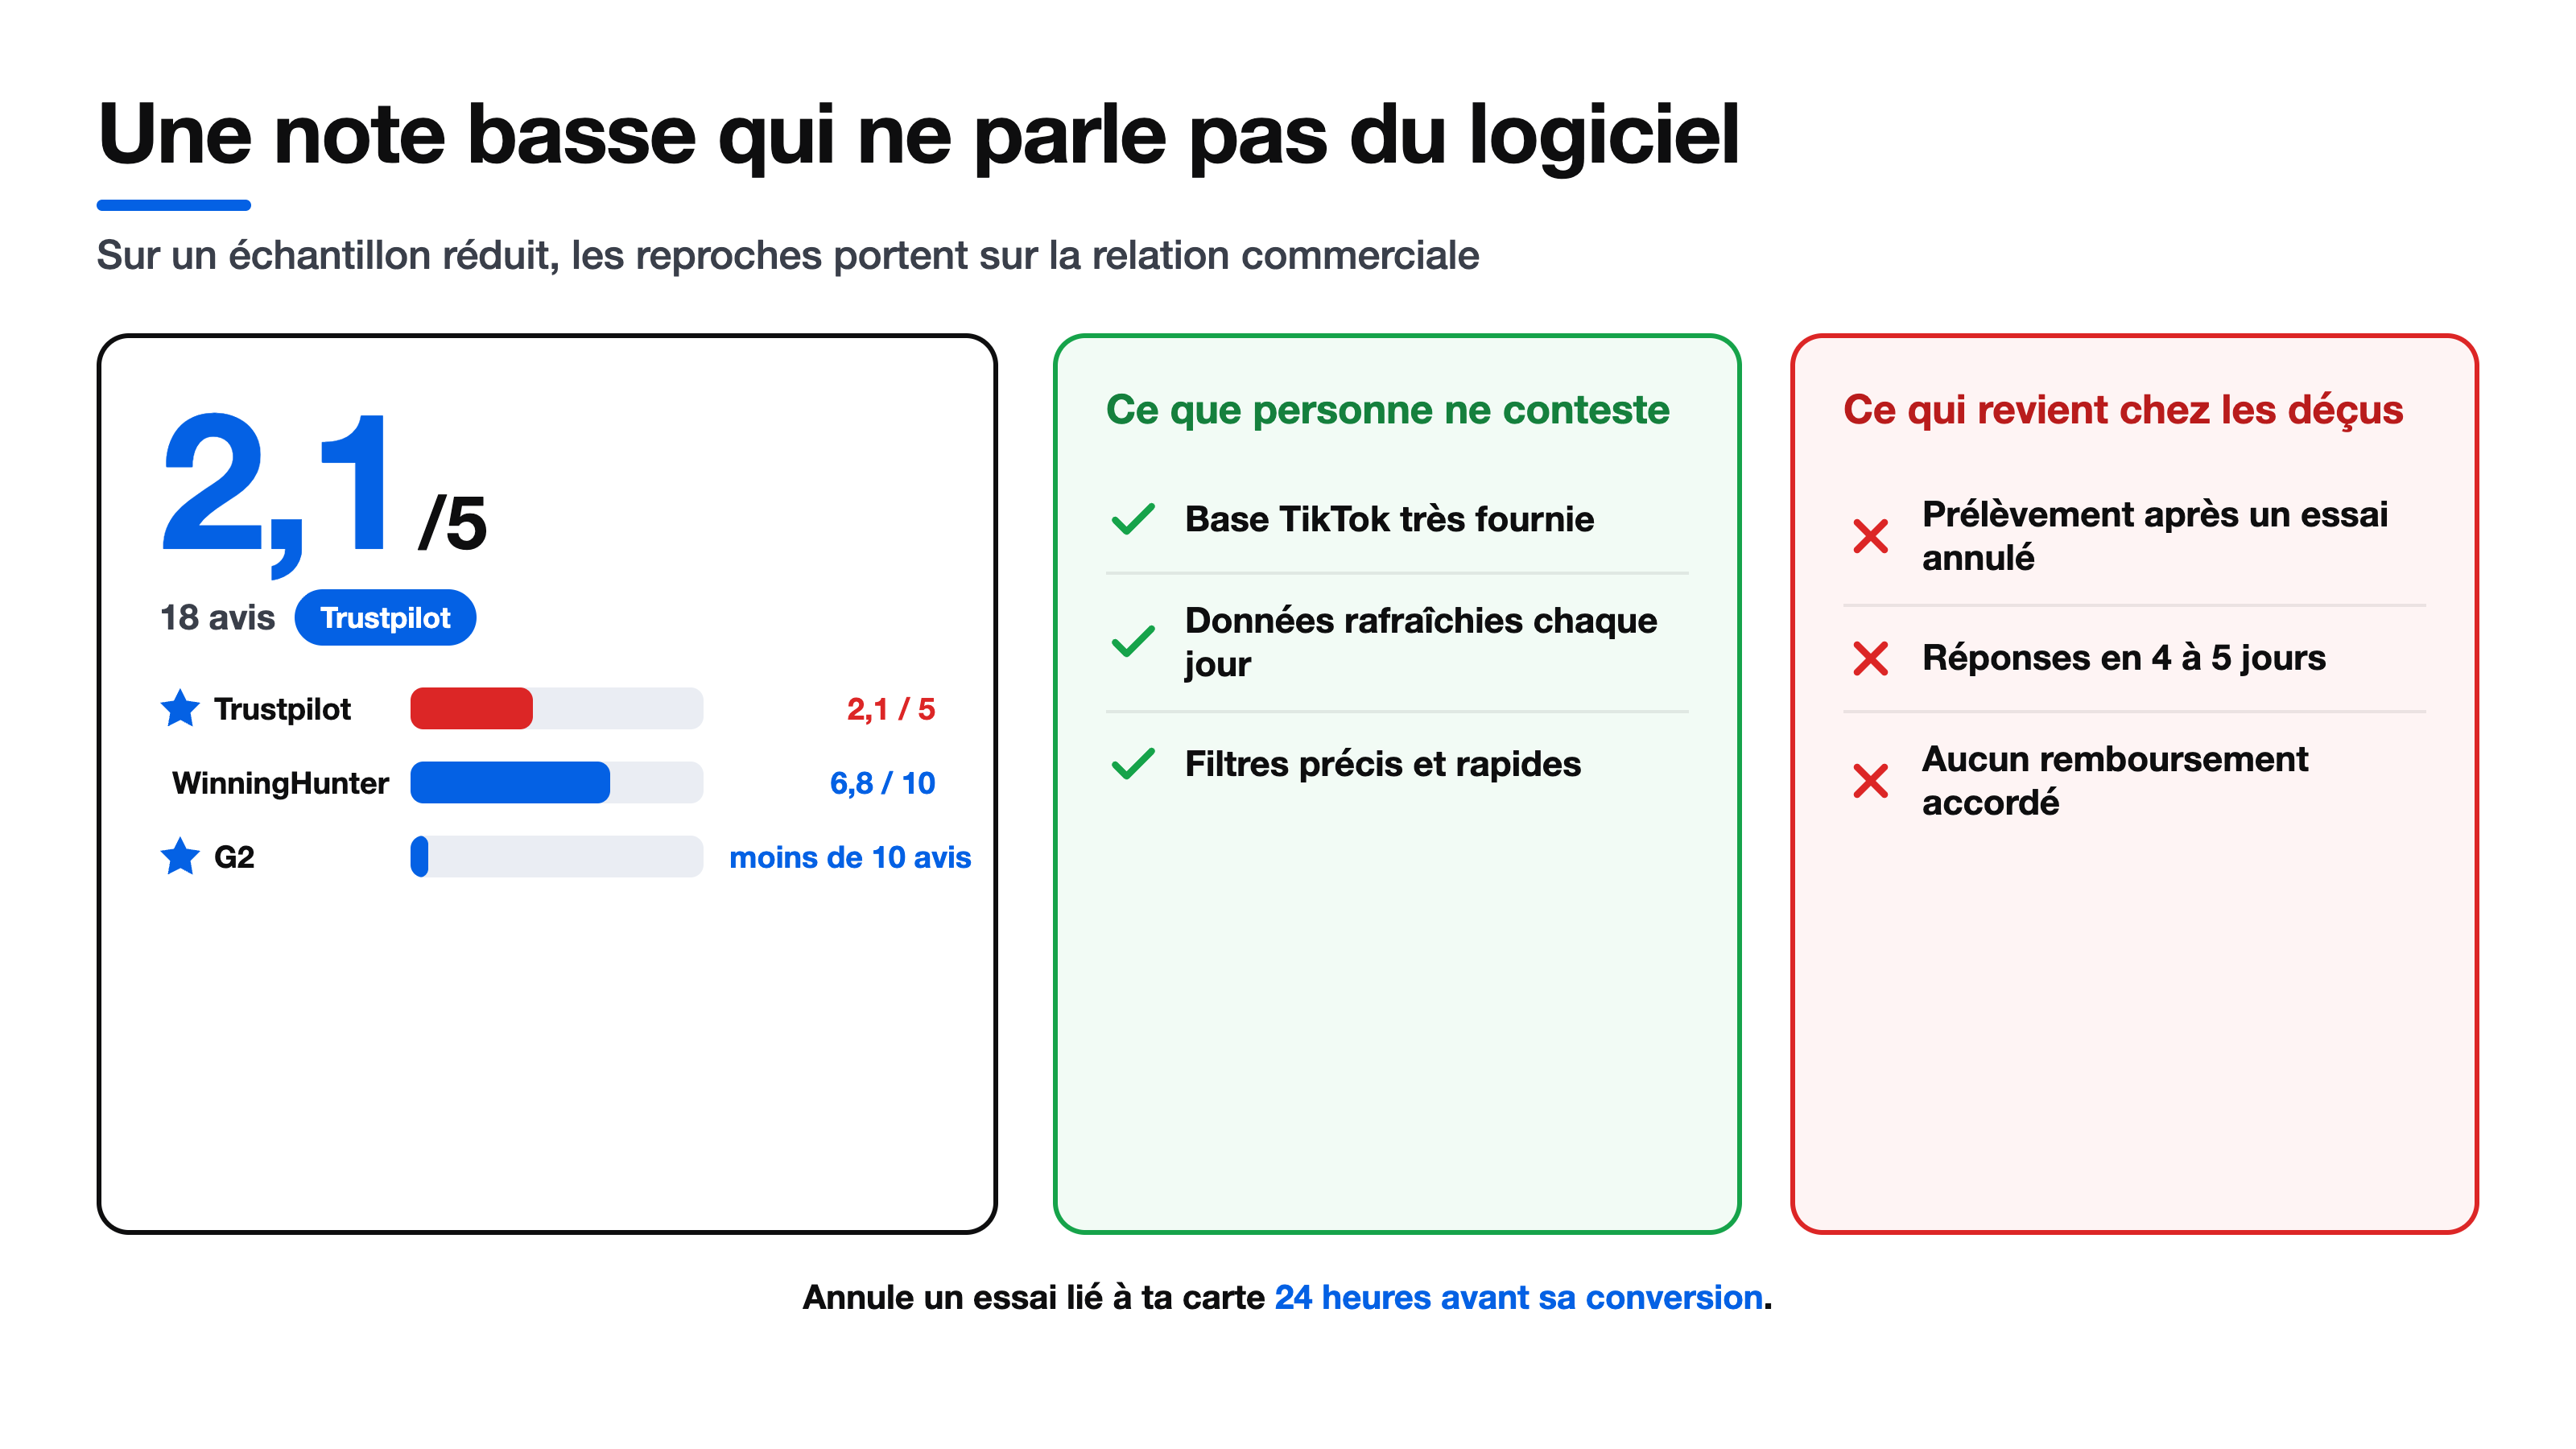 Une note basse qui ne parle pas du logiciel
Sur un échantillon réduit, les reproches portent sur la relation commerciale
2,1 /5
18 avis Trustpilot
Trustpilot 2,1 / 5
WinningHunter 6,8 / 10
G2 moins de 10 avis
Ce que personne ne conteste
Base TikTok très fournie
Données rafraîchies chaque
jour
Filtres précis et rapides
Ce qui revient chez les déçus
Prélèvement après un essai
annulé
Réponses en 4 à 5 jours
Aucun remboursement
accordé
Annule un essai lié à ta carte 24 heures avant sa conversion.